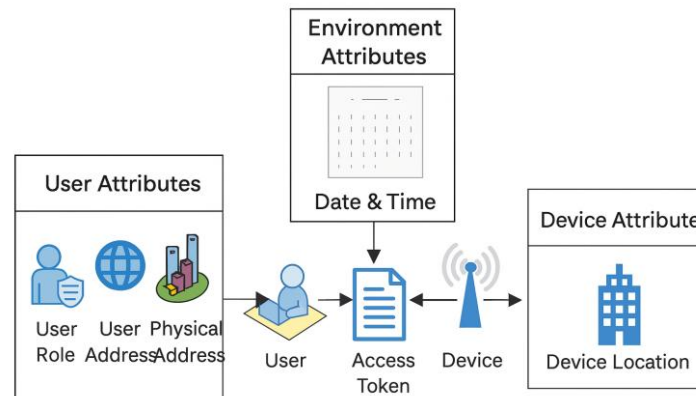 Environment
Attributes
Date & Time
User Attributes
User
Role
User
Address
Physical
Address
User
Access
Token
Device
Device Attribute
Device Location